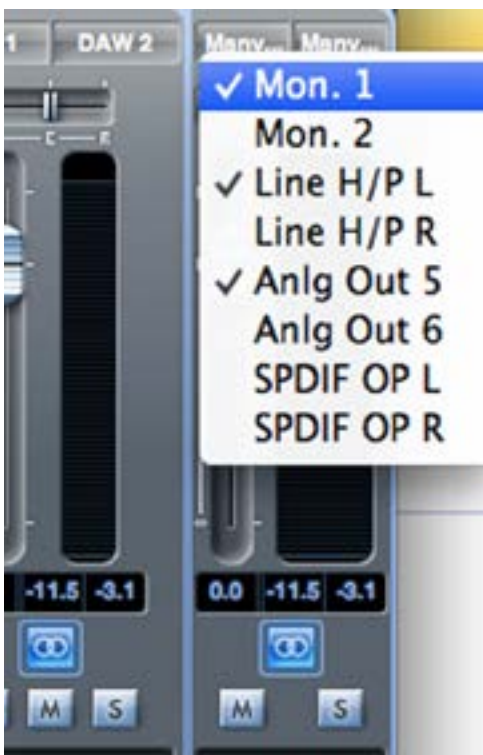 1 DAW 2 Many... Many...
✓ Mon. 1
Mon. 2
✓ Line H/P L
Line H/P R
✓ Anlg Out 5
Anlg Out 6
SPDIF OP L
SPDIF OP R
C R
-11.5 -3.1 0.0 -11.5 -3.1
M S M S